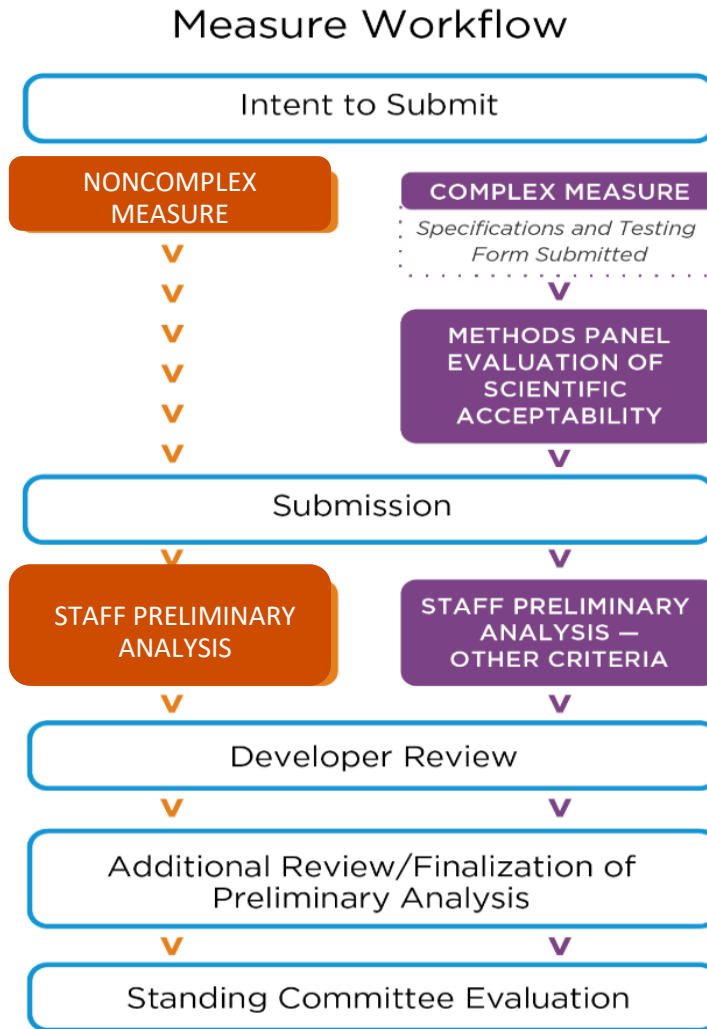 Measure Workflow
Intent to Submit
NONCOMPLEX
MEASURE
COMPLEX MEASURE
Specifications and Testing
Form Submitted
METHODS PANEL
EVALUATION OF
SCIENTIFIC
ACCEPTABILITY
Submission
STAFF PRELIMINARY
ANALYSIS
STAFF PRELIMINARY
ANALYSIS —
OTHER CRITERIA
Developer Review
Additional Review/Finalization of
Preliminary Analysis
Standing Committee Evaluation